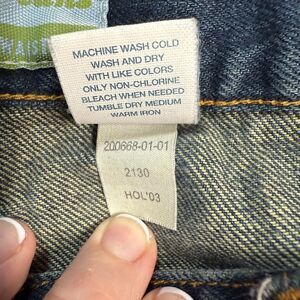 WAIST
MACHINE WASH COLD
WASH AND DRY
WITH LIKE COLORS
ONLY NON-CHLORINE
BLEACH WHEN NEEDED
TUMBLE DRY MEDIUM
WARM IRON
200668-01-01
2130
HOL'03